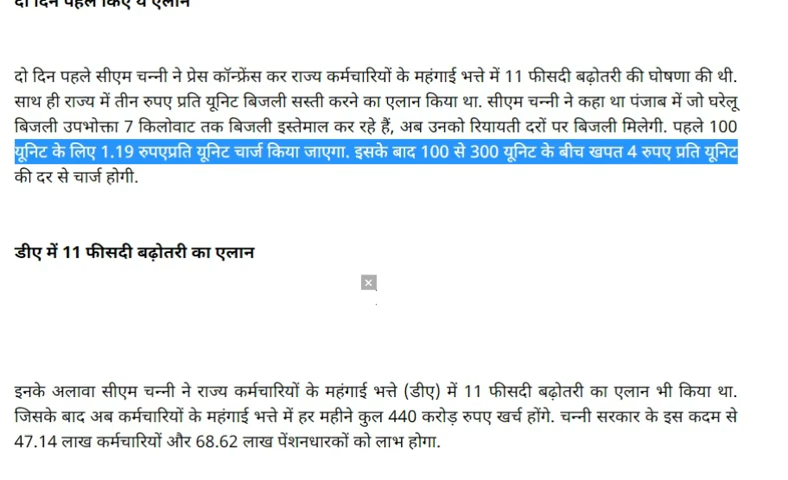 दो दिन पहले किए ये एलान
दो दिन पहले सीएम चन्नी ने प्रेस कॉन्फ्रेंस कर राज्य कर्मचारियों के महंगाई भत्ते में 11 फीसदी बढ़ोतरी की घोषणा की थी.
साथ ही राज्य में तीन रुपए प्रति यूनिट बिजली सस्ती करने का एलान किया था. सीएम चन्नी ने कहा था पंजाब में जो घरेलू
बिजली उपभोक्ता 7 किलोवाट तक बिजली इस्तेमाल कर रहे हैं, अब उनको रियायती दरों पर बिजली मिलेगी. पहले 100
यूनिट के लिए 1.19 रुपएप्रति यूनिट चार्ज किया जाएगा. इसके बाद 100 से 300 यूनिट के बीच खपत 4 रुपए प्रति यूनिट
की दर से चार्ज होगी.
डीए में 11 फीसदी बढ़ोतरी का एलान
इनके अलावा सीएम चन्नी ने राज्य कर्मचारियों के महंगाई भत्ते (डीए) में 11 फीसदी बढ़ोतरी का एलान भी किया था.
जिसके बाद अब कर्मचारियों के महंगाई भत्ते में हर महीने कुल 440 करोड़ रुपए खर्च होंगे. चन्नी सरकार के इस कदम से
47.14 लाख कर्मचारियों और 68.62 लाख पेंशनधारकों को लाभ होगा.